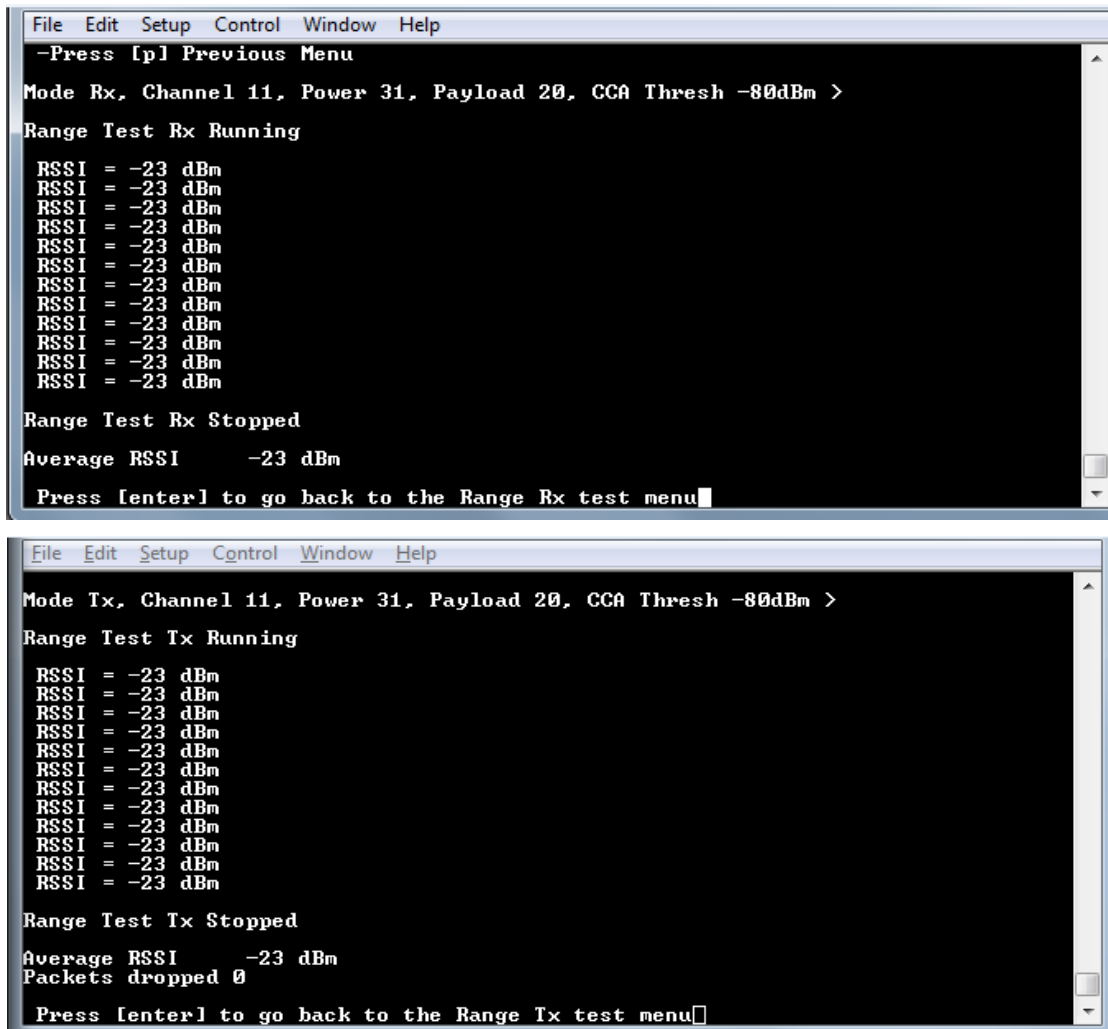 File Edit Setup Control Window Help
-Press [p] Previous Menu
Mode Rx, Channel 11, Power 31, Payload 20, CCA Thresh -80dBm >
Range Test Rx Running
RSSI = -23 dBm
RSSI = -23 dBm
RSSI = -23 dBm
RSSI = -23 dBm
RSSI = -23 dBm
RSSI = -23 dBm
RSSI = -23 dBm
RSSI = -23 dBm
RSSI = -23 dBm
RSSI = -23 dBm
RSSI = -23 dBm
RSSI = -23 dBm
Range Test Rx Stopped
Average RSSI -23 dBm
Press [enter] to go back to the Range Rx test menu
File Edit Setup Control Window Help
Mode Tx, Channel 11, Power 31, Payload 20, CCA Thresh -80dBm >
Range Test Tx Running
RSSI = -23 dBm
RSSI = -23 dBm
RSSI = -23 dBm
RSSI = -23 dBm
RSSI = -23 dBm
RSSI = -23 dBm
RSSI = -23 dBm
RSSI = -23 dBm
RSSI = -23 dBm
RSSI = -23 dBm
RSSI = -23 dBm
RSSI = -23 dBm
Range Test Tx Stopped
Average RSSI -23 dBm
Packets dropped 0
Press [enter] to go back to the Range Tx test menu